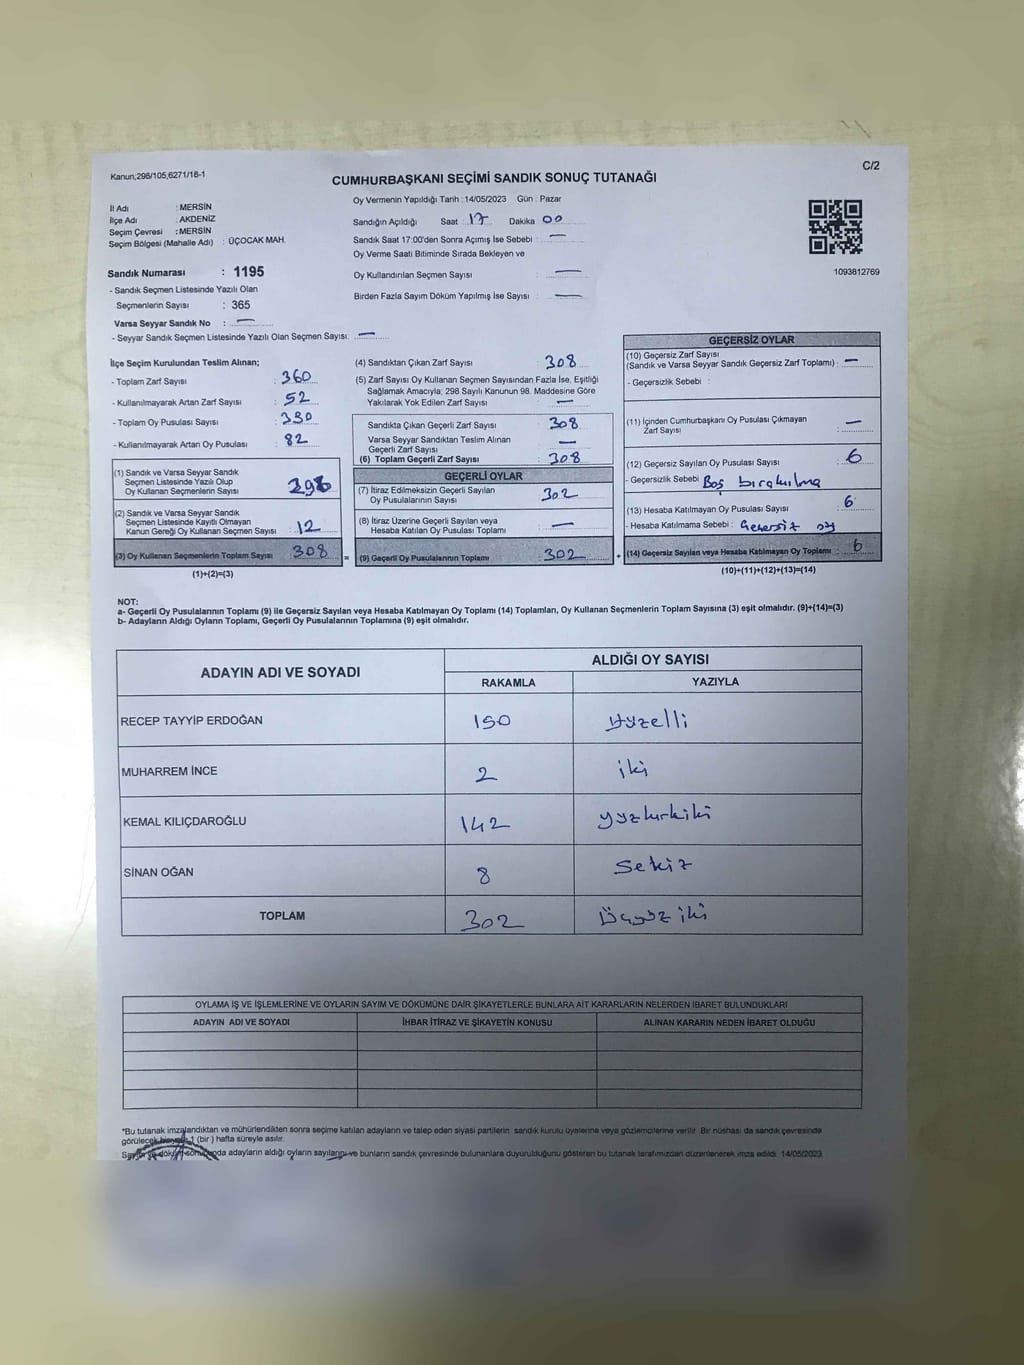 Kanun;298/105,6271/18-1
C/2
CUMHURBAŞKANI SEÇİMİ SANDIK SONUÇ TUTANAĞI
İl Adı : MERSİN
İlçe Adı : AKDENİZ
Seçim Çevresi : MERSİN
Seçim Bölgesi (Mahalle Adı) : ÜÇOCAK MAH.
Sandık Numarası : 1195
- Sandık Seçmen Listesinde Yazılı Olan
Seçmenlerin Sayısı : 365
Varsa Seyyar Sandık No : —
- Seyyar Sandık Seçmen Listesinde Yazılı Olan Seçmen Sayısı: —
Oy Vermenin Yapıldığı Tarih :14/05/2023 Gün : Pazar
Sandığın Açıldığı Saat : 17 Dakika 00
Sandık Saat 17:00'den Sonra Açımış İse Sebebi : —
Oy Verme Saati Bitiminde Sırada Bekleyen ve
Oy Kullandırılan Seçmen Sayısı : —
Birden Fazla Sayım Döküm Yapılmış İse Sayısı : —
1093812769
İlçe Seçim Kurulundan Teslim Alınan;
- Toplam Zarf Sayısı : 360
- Kullanılmayarak Artan Zarf Sayısı : 52
- Toplam Oy Pusulası Sayısı :
- Kullanılmayarak Artan Oy Pusulası : 82
(1) Sandık ve Varsa Seyyar Sandık
Seçmen Listesinde Yazılı Olup
Oy Kullanan Seçmenlerin Sayısı : 296
(2) Sandık ve Varsa Seyyar Sandık
Seçmen Listesinde Kayıtlı Olmayan
Kanun Gereği Oy Kullanan Seçmen Sayısı : 12
(3) Oy Kullanan Seçmenlerin Toplam Sayısı : 308
(1)+(2)=(3)
(4) Sandıktan Çıkan Zarf Sayısı : 308
(5) Zarf Sayısı Oy Kullanan Seçmen Sayısından Fazla İse, Eşitliği
Sağlamak Amacıyla; 298 Sayılı Kanunun 98. Maddesine Göre
Yakılarak Yok Edilen Zarf Sayısı : —
Sandıkta Çıkan Geçerli Zarf Sayısı : 308
Varsa Seyyar Sandıktan Teslim Alınan
Geçerli Zarf Sayısı : —
(6) Toplam Geçerli Zarf Sayısı : 308
GEÇERLİ OYLAR
(7) İtiraz Edilmeksizin Geçerli Sayılan
Oy Pusulalarının Sayısı : 302
(8) İtiraz Üzerine Geçerli Sayılan veya
Hesaba Katılan Oy Pusulası Toplamı : —
= (9) Geçerli Oy Pusulalarının Toplamı : 302
GEÇERSİZ OYLAR
(10) Geçersiz Zarf Sayısı
(Sandık ve Varsa Seyyar Sandık Geçersiz Zarf Toplamı) : —
- Geçersizlik Sebebi :
(11) İçinden Cumhurbaşkanı Oy Pusulası Çıkmayan
Zarf Sayısı : —
(12) Geçersiz Sayılan Oy Pusulası Sayısı : 6
- Geçersizlik Sebebi : Boş bırakılma
(13) Hesaba Katılmayan Oy Pusulası Sayısı : 6
- Hesaba Katılmama Sebebi : Geçersiz oy
+ (14) Geçersiz Sayılan veya Hesaba Katılmayan Oy Toplamı : 6
(10)+(11)+(12)+(13)=(14)
NOT:
a- Geçerli Oy Pusulalarının Toplamı (9) ile Geçersiz Sayılan veya Hesaba Katılmayan Oy Toplamı (14) Toplamları, Oy Kullanan Seçmenlerin Toplam Sayısına (3) eşit olmalıdır. (9)+(14)=(3)
b- Adayların Aldığı Oyların Toplamı, Geçerli Oy Pusulalarının Toplamına (9) eşit olmalıdır.
ADAYIN ADI VE SOYADI ALDIĞI OY SAYISI
RAKAMLA YAZIYLA
RECEP TAYYİP ERDOĞAN 150 yüzelli
MUHARREM İNCE 2 iki
KEMAL KILIÇDAROĞLU 142 yüzkırkiki
SİNAN OĞAN 8 Sekiz
TOPLAM 302 Üçyüz iki
OYLAMA İŞ VE İŞLEMLERİNE VE OYLARIN SAYIM VE DÖKÜMÜNE DAİR ŞİKAYETLERLE BUNLARA AİT KARARLARIN NELERDEN İBARET BULUNDUKLARI
ADAYIN ADI VE SOYADI İHBAR İTİRAZ VE ŞİKAYETİN KONUSU ALINAN KARARIN NEDEN İBARET OLDUĞU
*Bu tutanak imzalandıktan ve mühürlendikten sonra seçime katılan adayların ve talep eden siyasi partilerin sandık kurulu üyelerine veya gözlemcilerine verilir. Bir nüshası da sandık çevresinde
görülecek 1 (bir ) hafta süreyle asılır.
Sayım ve döküm sonucunda adayların aldığı oyların sayılarını ve bunların sandık çevresinde bulunanlara duyurulduğunu gösteren bu tutanak tarafımızdan düzenlenerek imza edildi. 14/05/2023